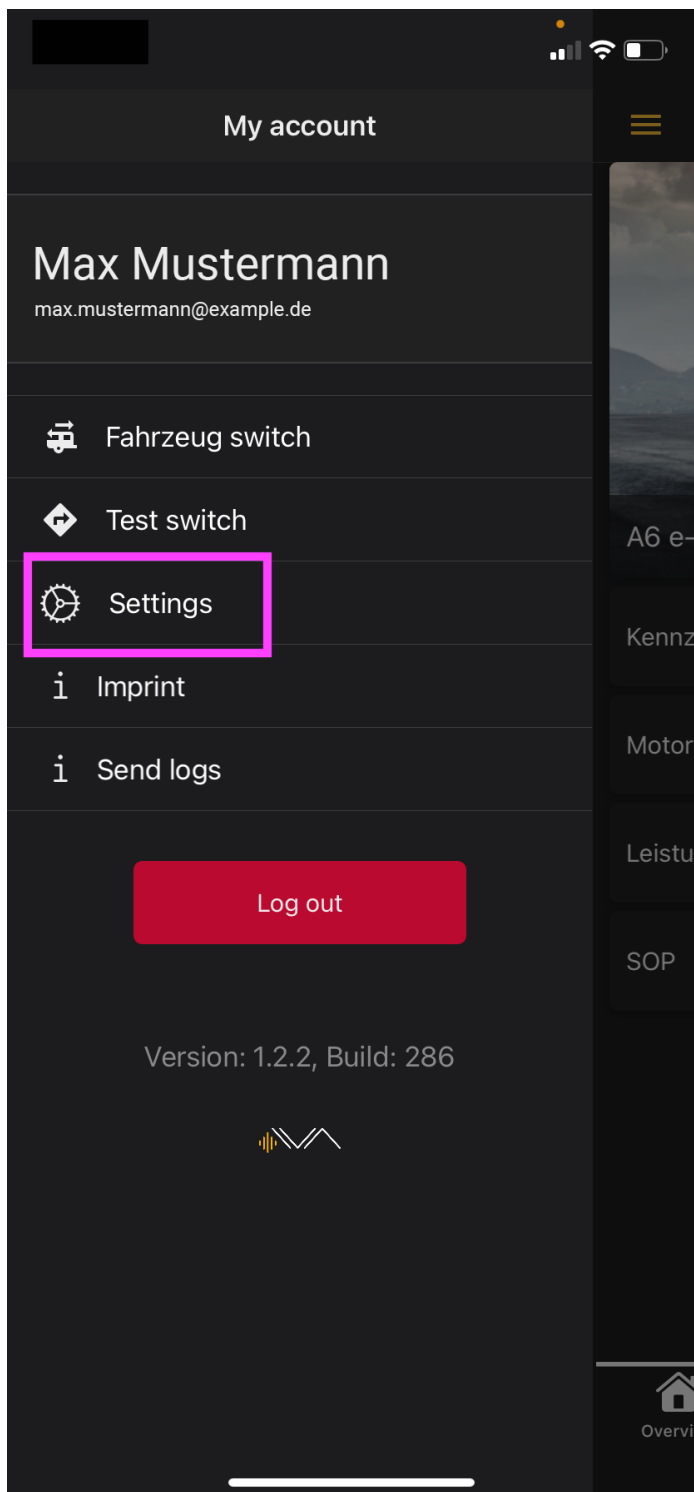 My account
Max Mustermann
max.mustermann@example.de
Fahrzeug switch
Test switch
Settings
i Imprint
i Send logs
Log out
Version: 1.2.2, Build: 286
A6 e-
Kennz
Motor
Leistu
SOP
Overvi